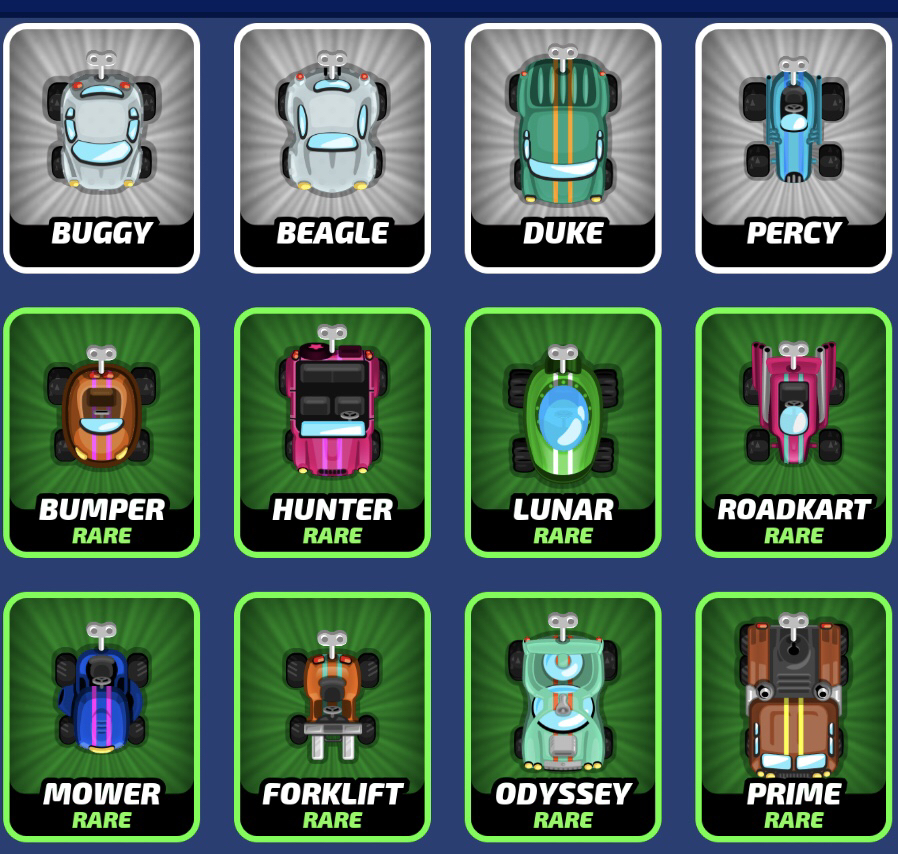 BUGGY
BEAGLE
DUKE
PERCY
BUMPER
RARE
HUNTER
RARE
LUNAR
RARE
ROADKART
RARE
MOWER
RARE
FORKLIFT
RARE
ODYSSEY
RARE
PRIME
RARE